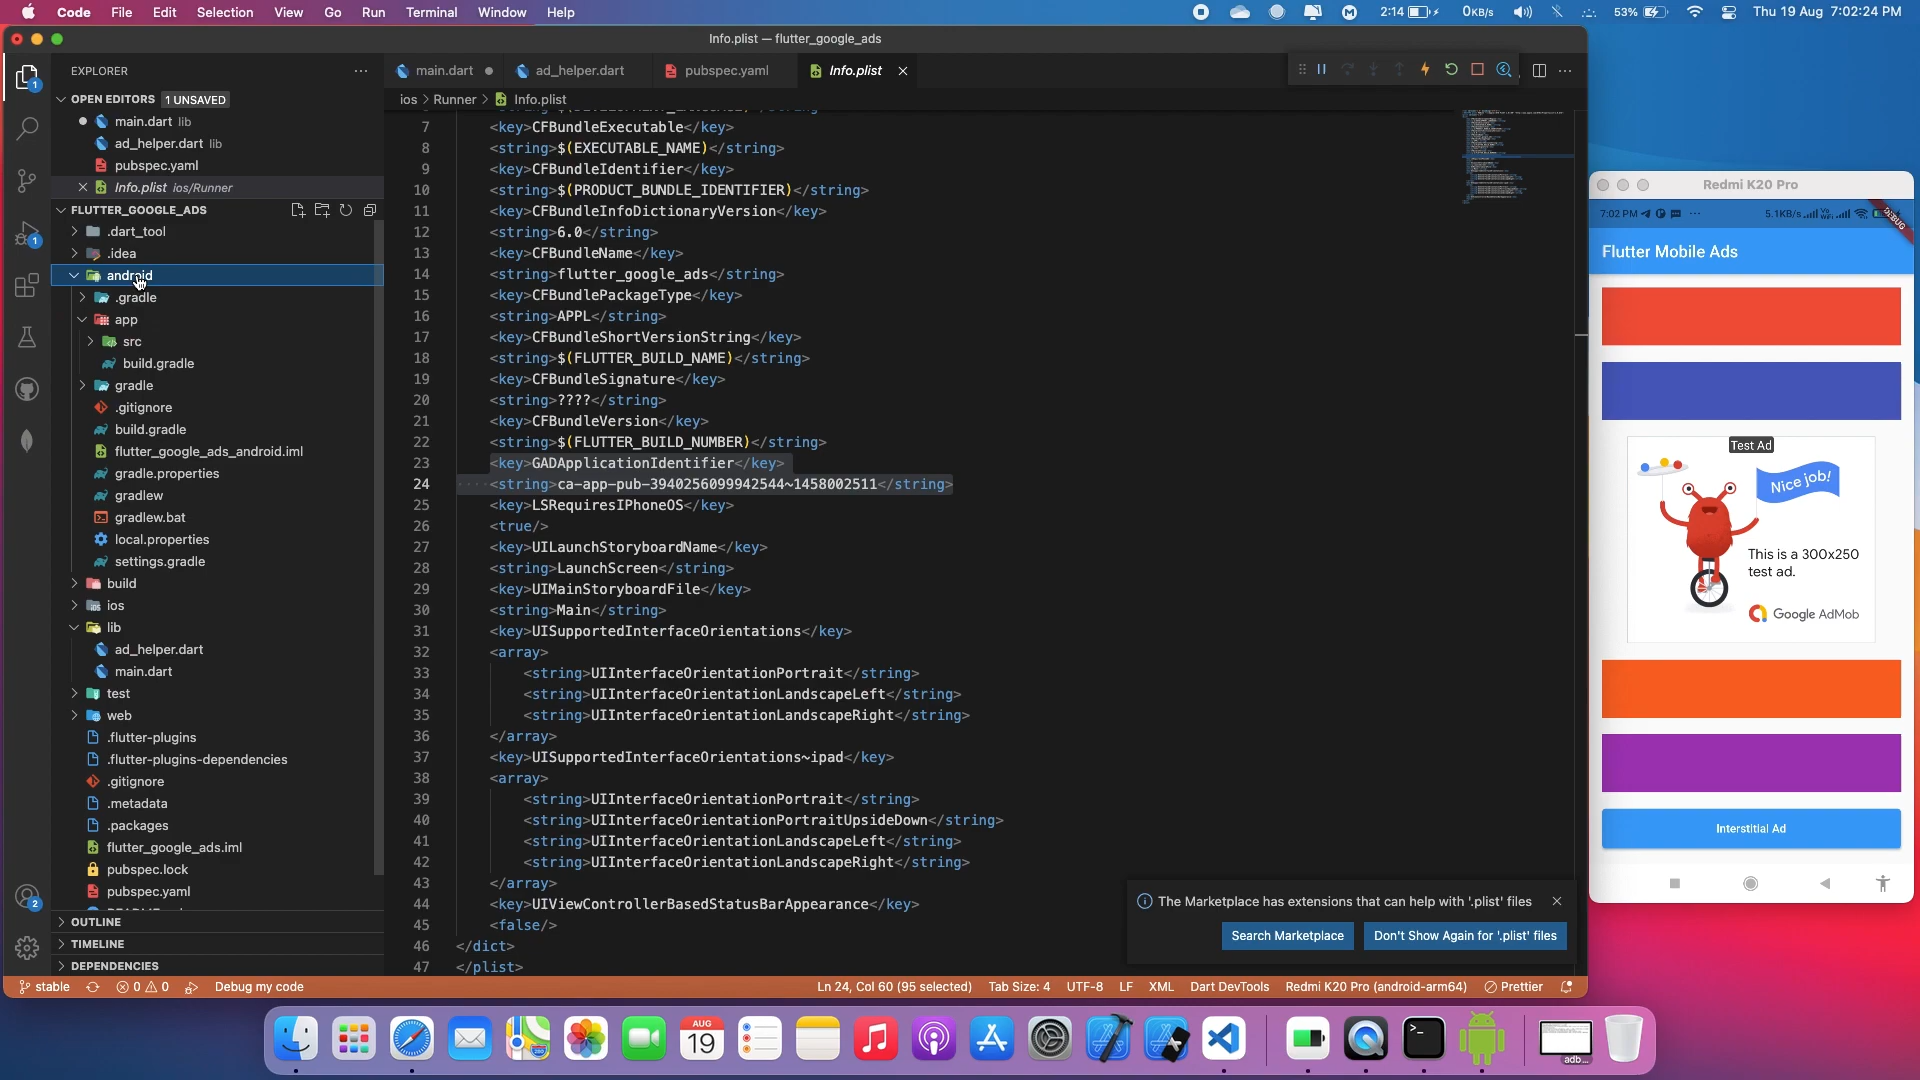 Code File Edit Selection View Go Run Terminal Window Help
2:14 0KB/s 53% Thu 19 Aug 7:02:24 PM
Info.plist — flutter_google_ads
EXPLORER
OPEN EDITORS 1 UNSAVED
main.dart lib
ad_helper.dart lib
pubspec.yaml
Info.plist ios/Runner
FLUTTER_GOOGLE_ADS
.dart_tool
.idea
android
.gradle
app
src
build.gradle
gradle
.gitignore
build.gradle
flutter_google_ads_android.iml
gradle.properties
gradlew
gradlew.bat
local.properties
settings.gradle
build
ios
lib
ad_helper.dart
main.dart
test
web
.flutter-plugins
.flutter-plugins-dependencies
.gitignore
.metadata
.packages
flutter_google_ads.iml
pubspec.lock
pubspec.yaml
OUTLINE
TIMELINE
DEPENDENCIES
main.dart ad_helper.dart pubspec.yaml Info.plist
ios > Runner > Info.plist
7 <key>CFBundleExecutable</key>
8 <string>$(EXECUTABLE_NAME)</string>
9 <key>CFBundleIdentifier</key>
10 <string>$(PRODUCT_BUNDLE_IDENTIFIER)</string>
11 <key>CFBundleInfoDictionaryVersion</key>
12 <string>6.0</string>
13 <key>CFBundleName</key>
14 <string>flutter_google_ads</string>
15 <key>CFBundlePackageType</key>
16 <string>APPL</string>
17 <key>CFBundleShortVersionString</key>
18 <string>$(FLUTTER_BUILD_NAME)</string>
19 <key>CFBundleSignature</key>
20 <string>????</string>
21 <key>CFBundleVersion</key>
22 <string>$(FLUTTER_BUILD_NUMBER)</string>
23 <key>GADApplicationIdentifier</key>
24 <string>ca-app-pub-3940256099942544~1458002511</string>
25 <key>LSRequiresIPhoneOS</key>
26 <true/>
27 <key>UILaunchStoryboardName</key>
28 <string>LaunchScreen</string>
29 <key>UIMainStoryboardFile</key>
30 <string>Main</string>
31 <key>UISupportedInterfaceOrientations</key>
32 <array>
33 <string>UIInterfaceOrientationPortrait</string>
34 <string>UIInterfaceOrientationLandscapeLeft</string>
35 <string>UIInterfaceOrientationLandscapeRight</string>
36 </array>
37 <key>UISupportedInterfaceOrientations~ipad</key>
38 <array>
39 <string>UIInterfaceOrientationPortrait</string>
40 <string>UIInterfaceOrientationPortraitUpsideDown</string>
41 <string>UIInterfaceOrientationLandscapeLeft</string>
42 <string>UIInterfaceOrientationLandscapeRight</string>
43 </array>
44 <key>UIViewControllerBasedStatusBarAppearance</key>
45 <false/>
46 </dict>
47 </plist>
The Marketplace has extensions that can help with '.plist' files
Search Marketplace Don't Show Again for '.plist' files
stable 0 0 Debug my code Ln 24, Col 60 (95 selected) Tab Size: 4 UTF-8 LF XML Dart DevTools Redmi K20 Pro (android-arm64) Prettier
Redmi K20 Pro
7:02 PM 5.1KB/s
DEBUG
Flutter Mobile Ads
Test Ad
Nice job!
This is a 300x250
test ad.
Google AdMob
Interstitial Ad
AUG
19
adb...